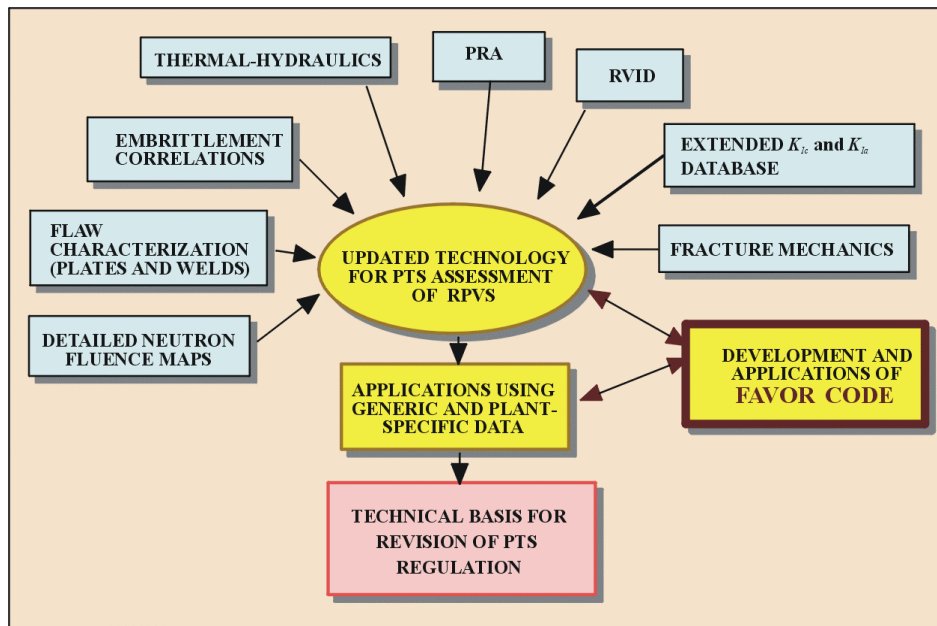 THERMAL-HYDRAULICS
PRA
RVID
EMBRITTLEMENT
CORRELATIONS
EXTENDED K_Ic and K_Ia
DATABASE
FLAW
CHARACTERIZATION
(PLATES AND WELDS)
UPDATED TECHNOLOGY
FOR PTS ASSESSMENT
OF RPVS
FRACTURE MECHANICS
DETAILED NEUTRON
FLUENCE MAPS
DEVELOPMENT AND
APPLICATIONS OF
FAVOR CODE
APPLICATIONS USING
GENERIC AND PLANT-
SPECIFIC DATA
TECHNICAL BASIS FOR
REVISION OF PTS
REGULATION